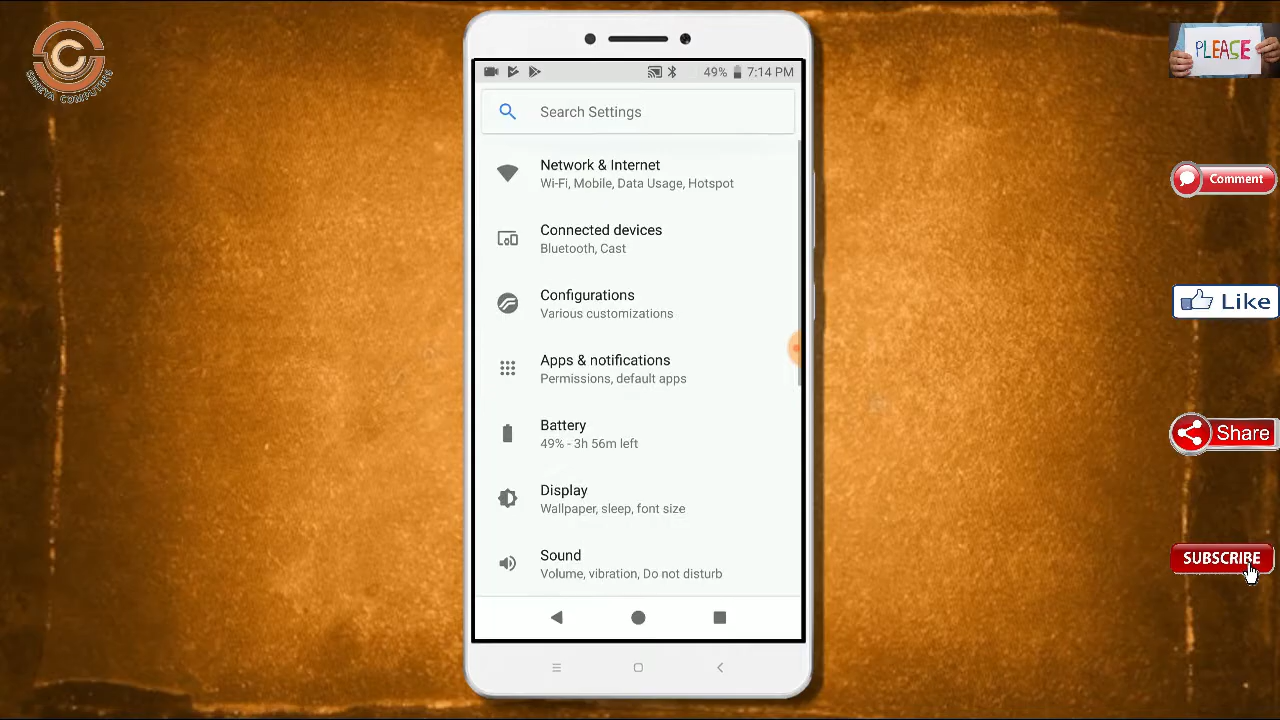 C
SHREYA COMPUTERS
49%
7:14 PM
Search Settings
Network & Internet
Wi-Fi, Mobile, Data Usage, Hotspot
Connected devices
Bluetooth, Cast
Configurations
Various customizations
Apps & notifications
Permissions, default apps
Battery
49% - 3h 56m left
Display
Wallpaper, sleep, font size
Sound
Volume, vibration, Do not disturb
PLEASE
Comment
Like
Share
SUBSCRIBE